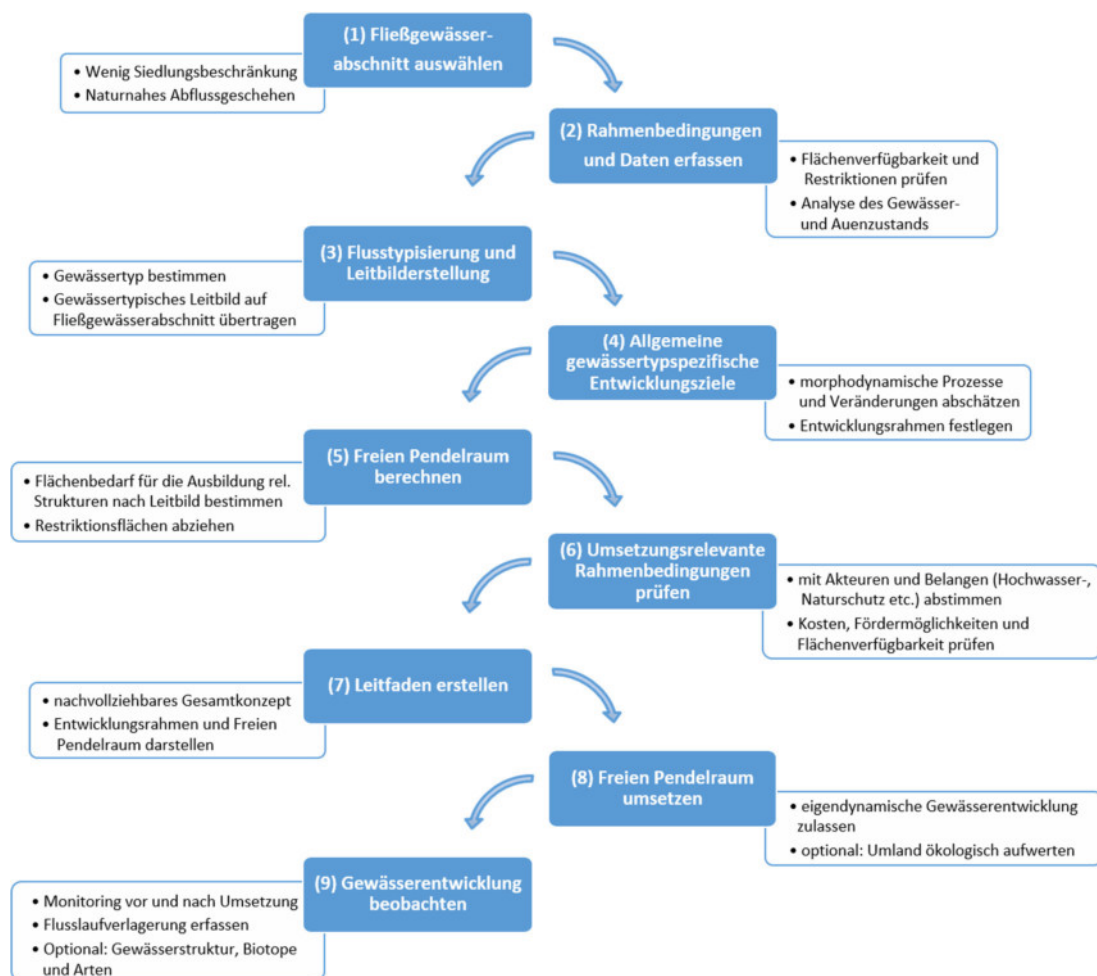 (1) Fließgewässer-
abschnitt auswählen
• Wenig Siedlungsbeschränkung
• Naturnahes Abflussgeschehen
(2) Rahmenbedingungen
und Daten erfassen
• Flächenverfügbarkeit und
Restriktionen prüfen
• Analyse des Gewässer-
und Auenzustands
(3) Flusstypisierung und
Leitbilderstellung
• Gewässertyp bestimmen
• Gewässertypisches Leitbild auf
Fließgewässerabschnitt übertragen
(4) Allgemeine
gewässertypspezifische
Entwicklungsziele
• morphodynamische Prozesse
und Veränderungen abschätzen
• Entwicklungsrahmen festlegen
(5) Freien Pendelraum
berechnen
• Flächenbedarf für die Ausbildung rel.
Strukturen nach Leitbild bestimmen
• Restriktionsflächen abziehen
(6) Umsetzungsrelevante
Rahmenbedingungen
prüfen
• mit Akteuren und Belangen (Hochwasser-,
Naturschutz etc.) abstimmen
• Kosten, Fördermöglichkeiten und
Flächenverfügbarkeit prüfen
(7) Leitfaden erstellen
• nachvollziehbares Gesamtkonzept
• Entwicklungsrahmen und Freien
Pendelraum darstellen
(8) Freien Pendelraum
umsetzen
• eigendynamische Gewässerentwicklung
zulassen
• optional: Umland ökologisch aufwerten
(9) Gewässerentwicklung
beobachten
• Monitoring vor und nach Umsetzung
• Flusslaufverlagerung erfassen
• Optional: Gewässerstruktur, Biotope
und Arten